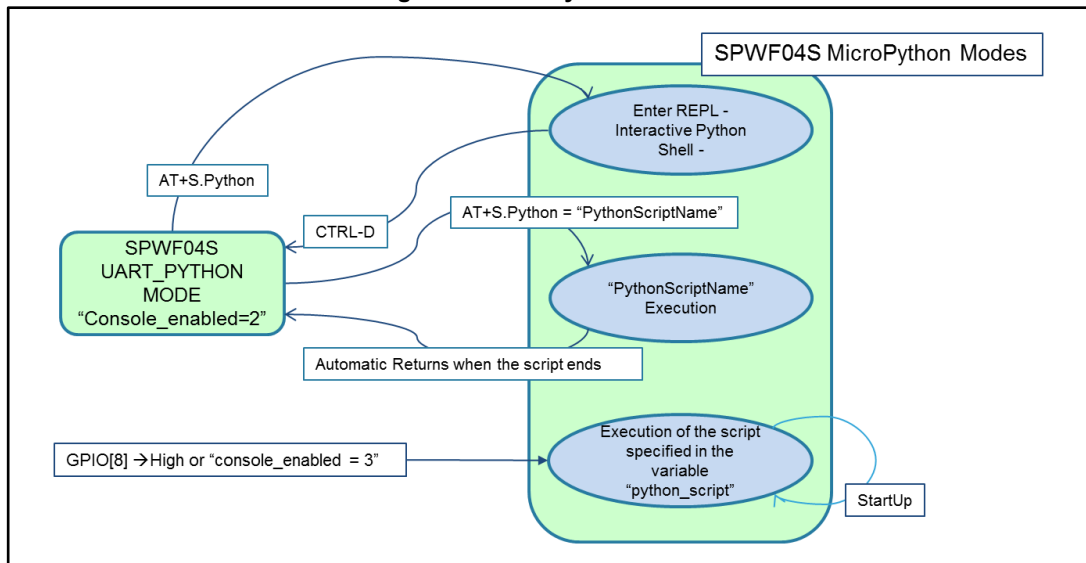 SPWF04S MicroPython Modes
Enter REPL -
Interactive Python
Shell -
AT+S.Python
AT+S.Python = “PythonScriptName”
CTRL-D
SPWF04S
UART_PYTHON
MODE
“Console_enabled=2”
“PythonScriptName”
Execution
Automatic Returns when the script ends
Execution of the script
specified in the
variable
“python_script”
GPIO[8] →High or “console_enabled = 3”
StartUp